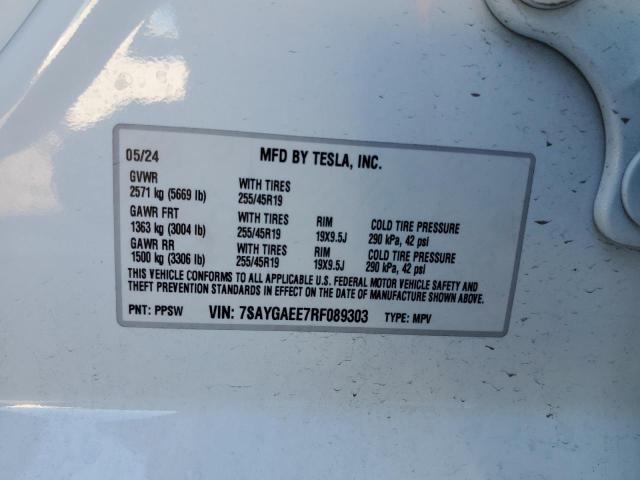 05/24 MFD BY TESLA, INC.
GVWR
2571 kg (5669 lb) WITH TIRES 255/45R19
GAWR FRT
1363 kg (3004 lb) WITH TIRES 255/45R19 RIM 19X9.5J COLD TIRE PRESSURE 290 kPa, 42 psi
GAWR RR
1500 kg (3306 lb) WITH TIRES 255/45R19 RIM 19X9.5J COLD TIRE PRESSURE 290 kPa, 42 psi
THIS VEHICLE CONFORMS TO ALL APPLICABLE U.S. FEDERAL MOTOR VEHICLE SAFETY AND
THEFT PREVENTION STANDARDS IN EFFECT ON THE DATE OF MANUFACTURE SHOWN ABOVE.
PNT: PPSW VIN: 7SAYGAEE7RF089303 TYPE: MPV